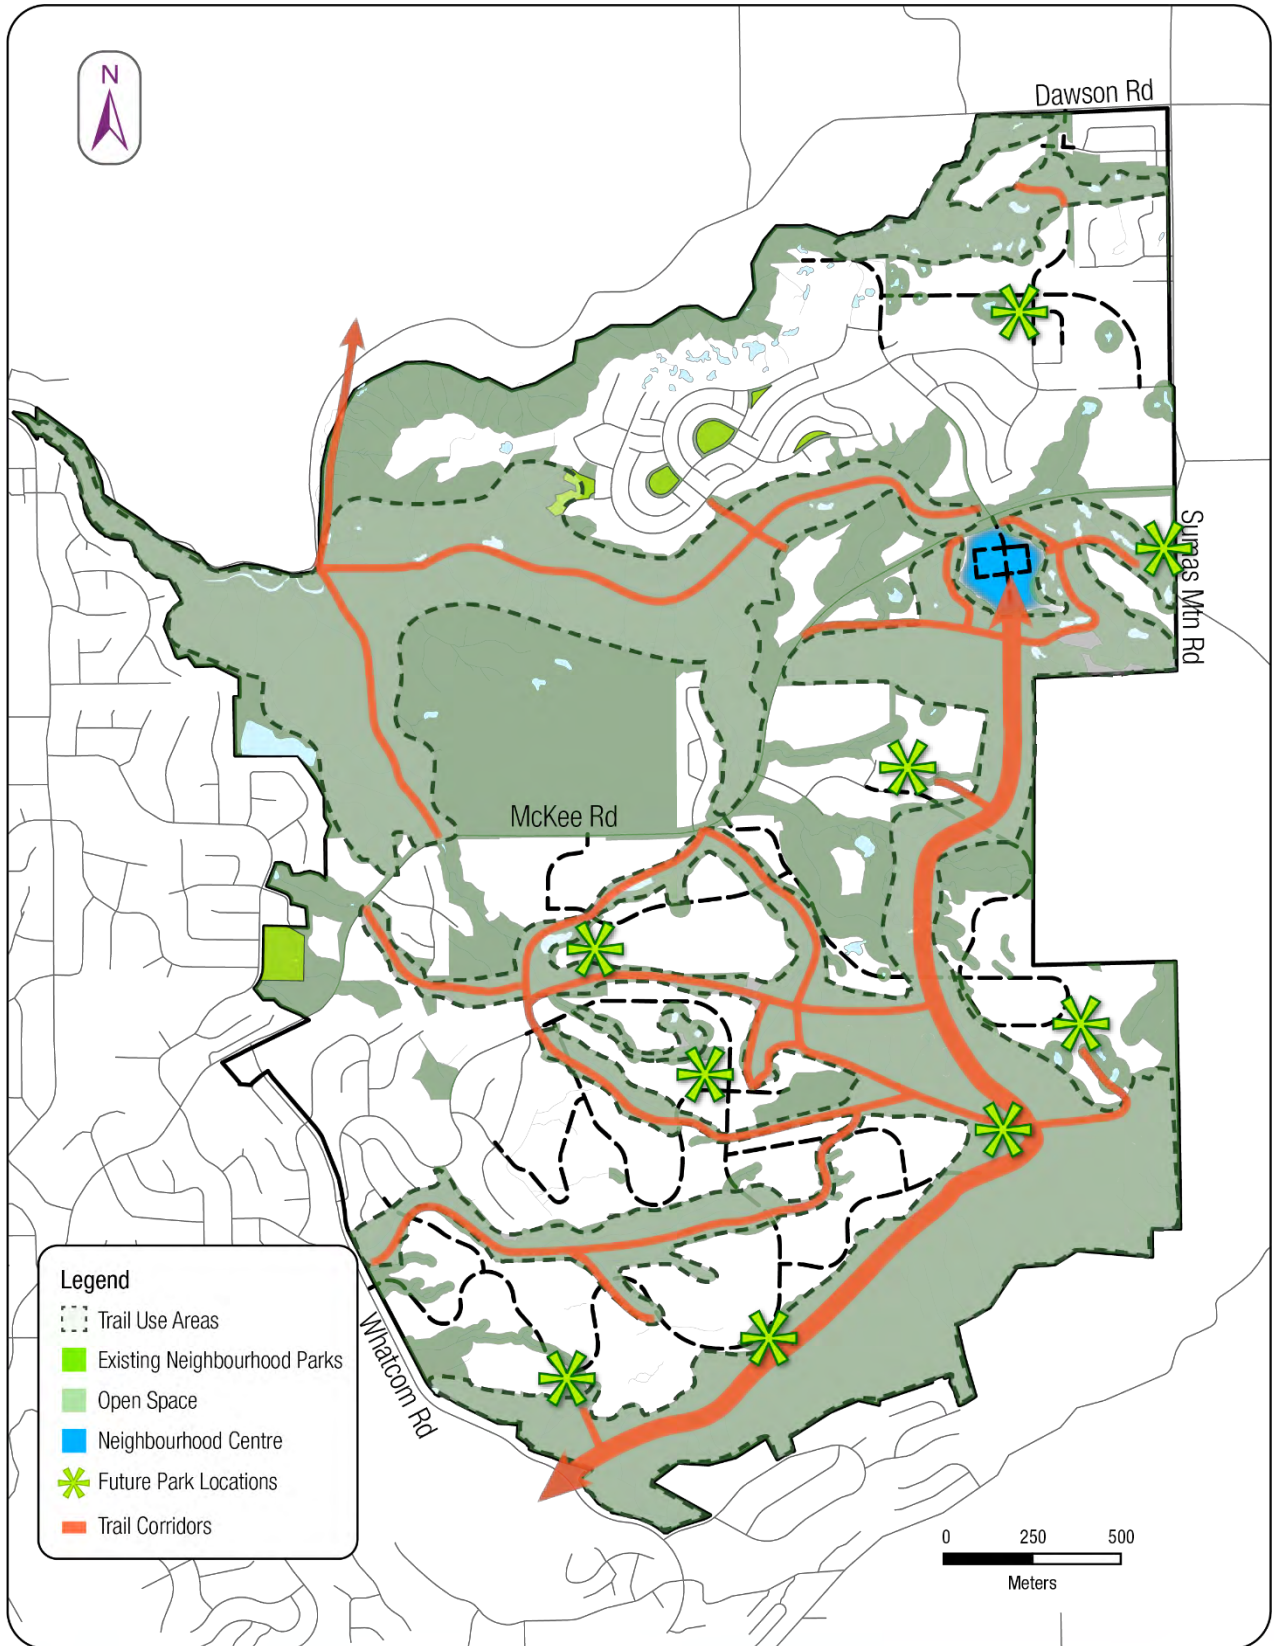 N
Dawson Rd
Sumas Mtn Rd
McKee Rd
Whatcom Rd
Legend
Trail Use Areas
Existing Neighbourhood Parks
Open Space
Neighbourhood Centre
Future Park Locations
Trail Corridors
0 250 500
Meters